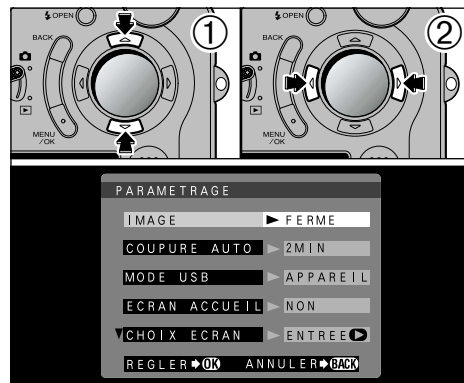 OPEN
BACK
MENU
/OK
1
OPEN
BACK
MENU
/OK
2
PARAMETRAGE
IMAGE ▶ FERME
COUPURE AUTO ▶ 2MIN
MODE USB ▶ APPAREIL
ECRAN ACCUEIL ▶ NON
▼CHOIX ECRAN ▶ ENTREE▶
REGLER➡OK ANNULER➡BACK